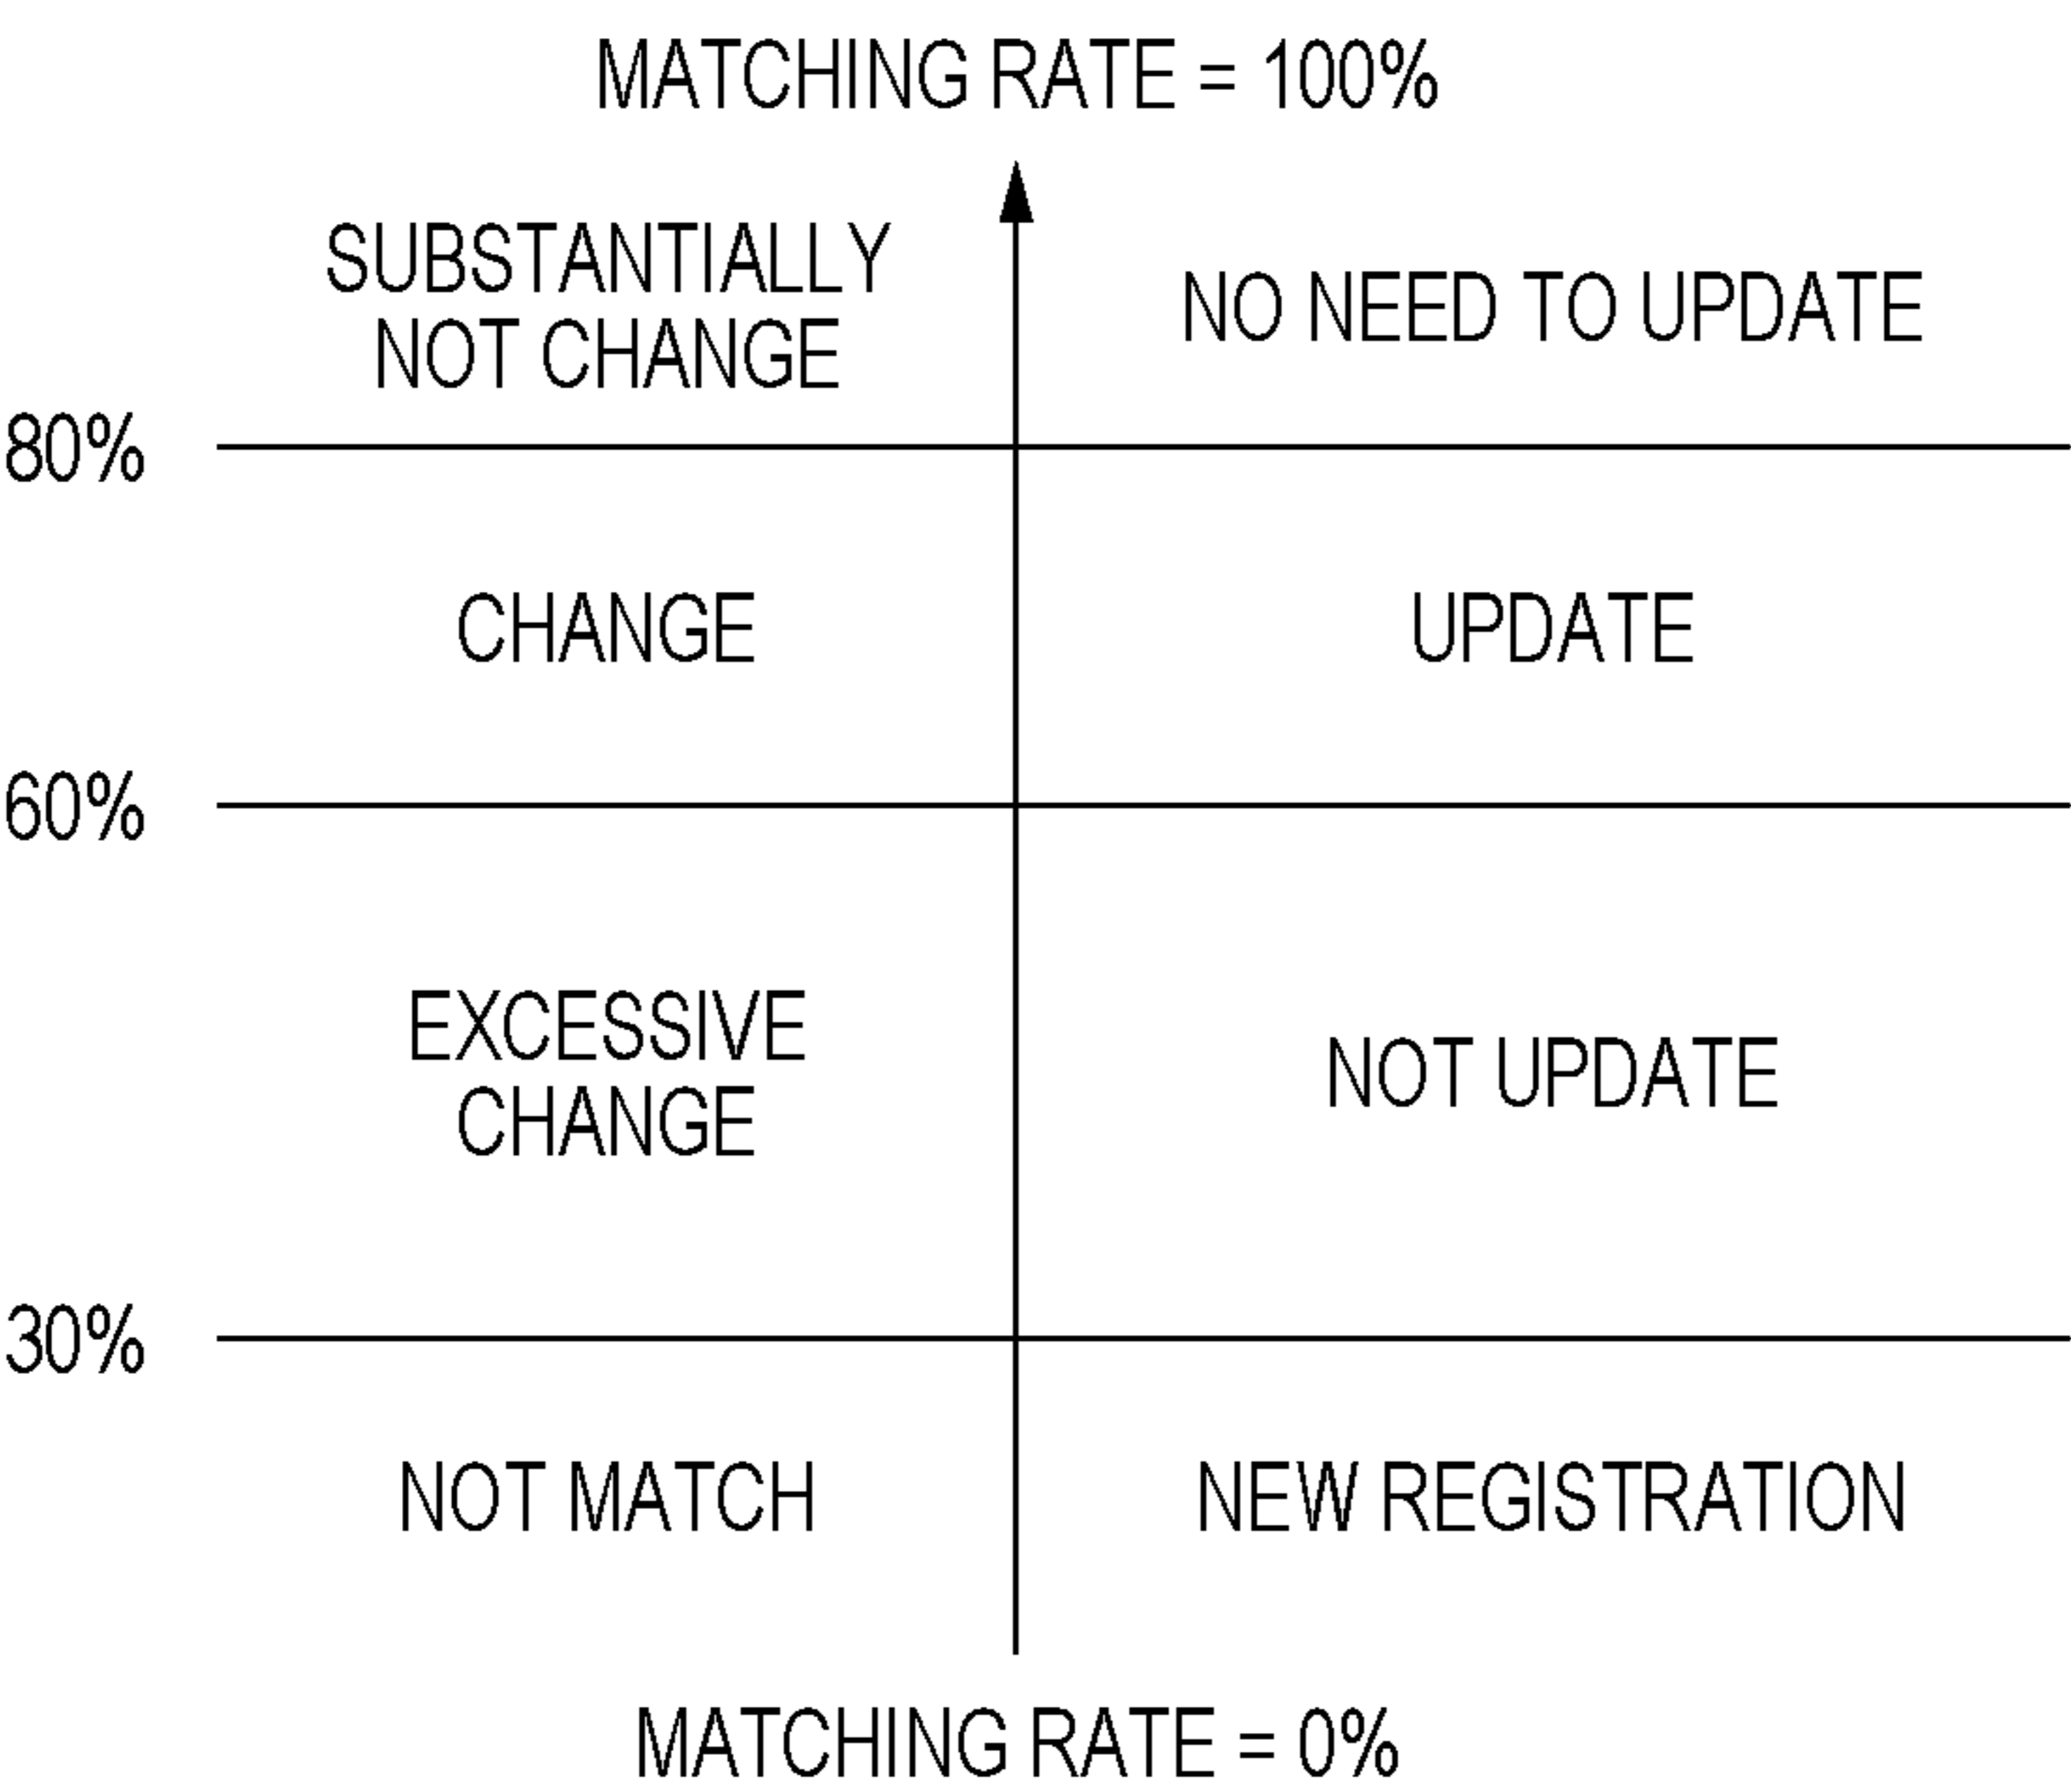 MATCHING RATE = 100%
SUBSTANTIALLY
NOT CHANGE
NO NEED TO UPDATE
80%
CHANGE
UPDATE
60%
EXCESSIVE
CHANGE
NOT UPDATE
30%
NOT MATCH
NEW REGISTRATION
MATCHING RATE = 0%